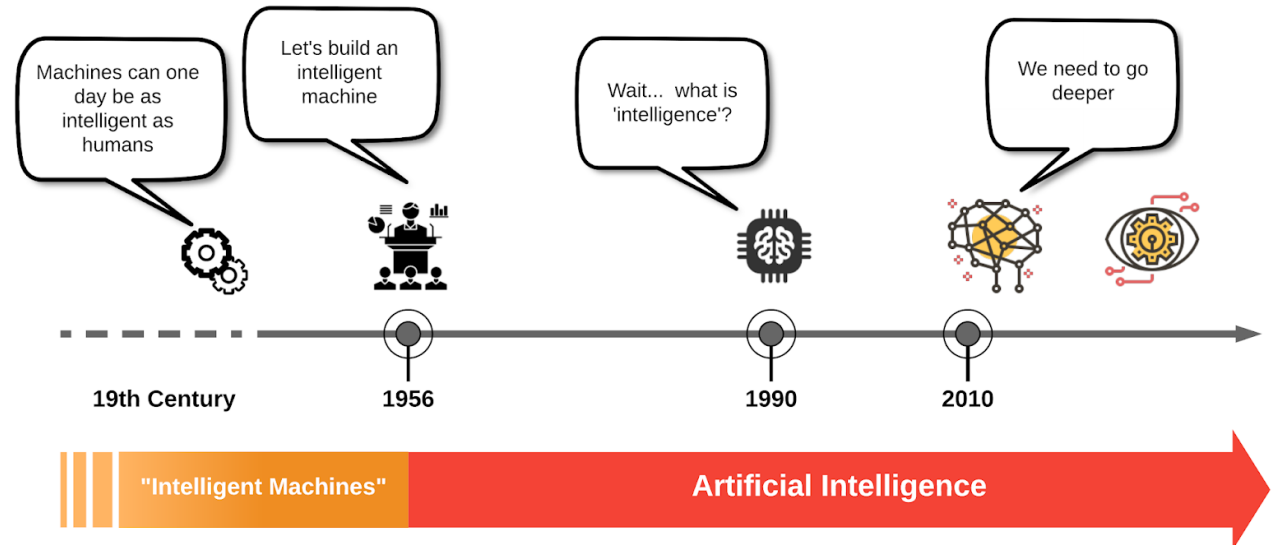 Machines can one
day be as
intelligent as
humans
Let's build an
intelligent
machine
Wait... what is
'intelligence'?
We need to go
deeper
19th Century
1956
1990
2010
"Intelligent Machines"
Artificial Intelligence